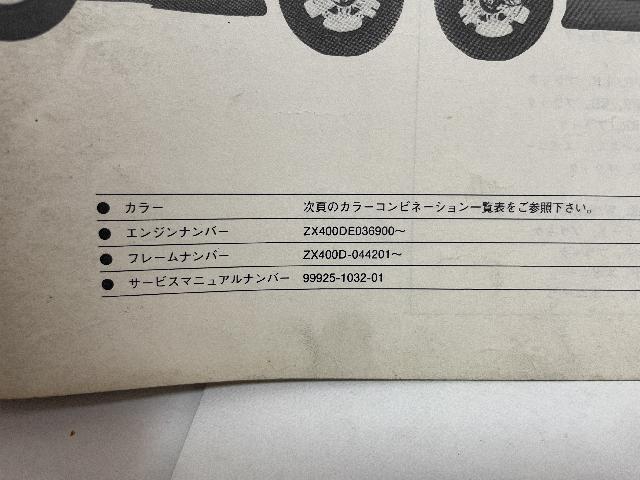 ● カラー 次頁のカラーコンビネーション一覧表をご参照下さい。
● エンジンナンバー ZX400DE036900～
● フレームナンバー ZX400D-044201～
● サービスマニュアルナンバー 99925-1032-01